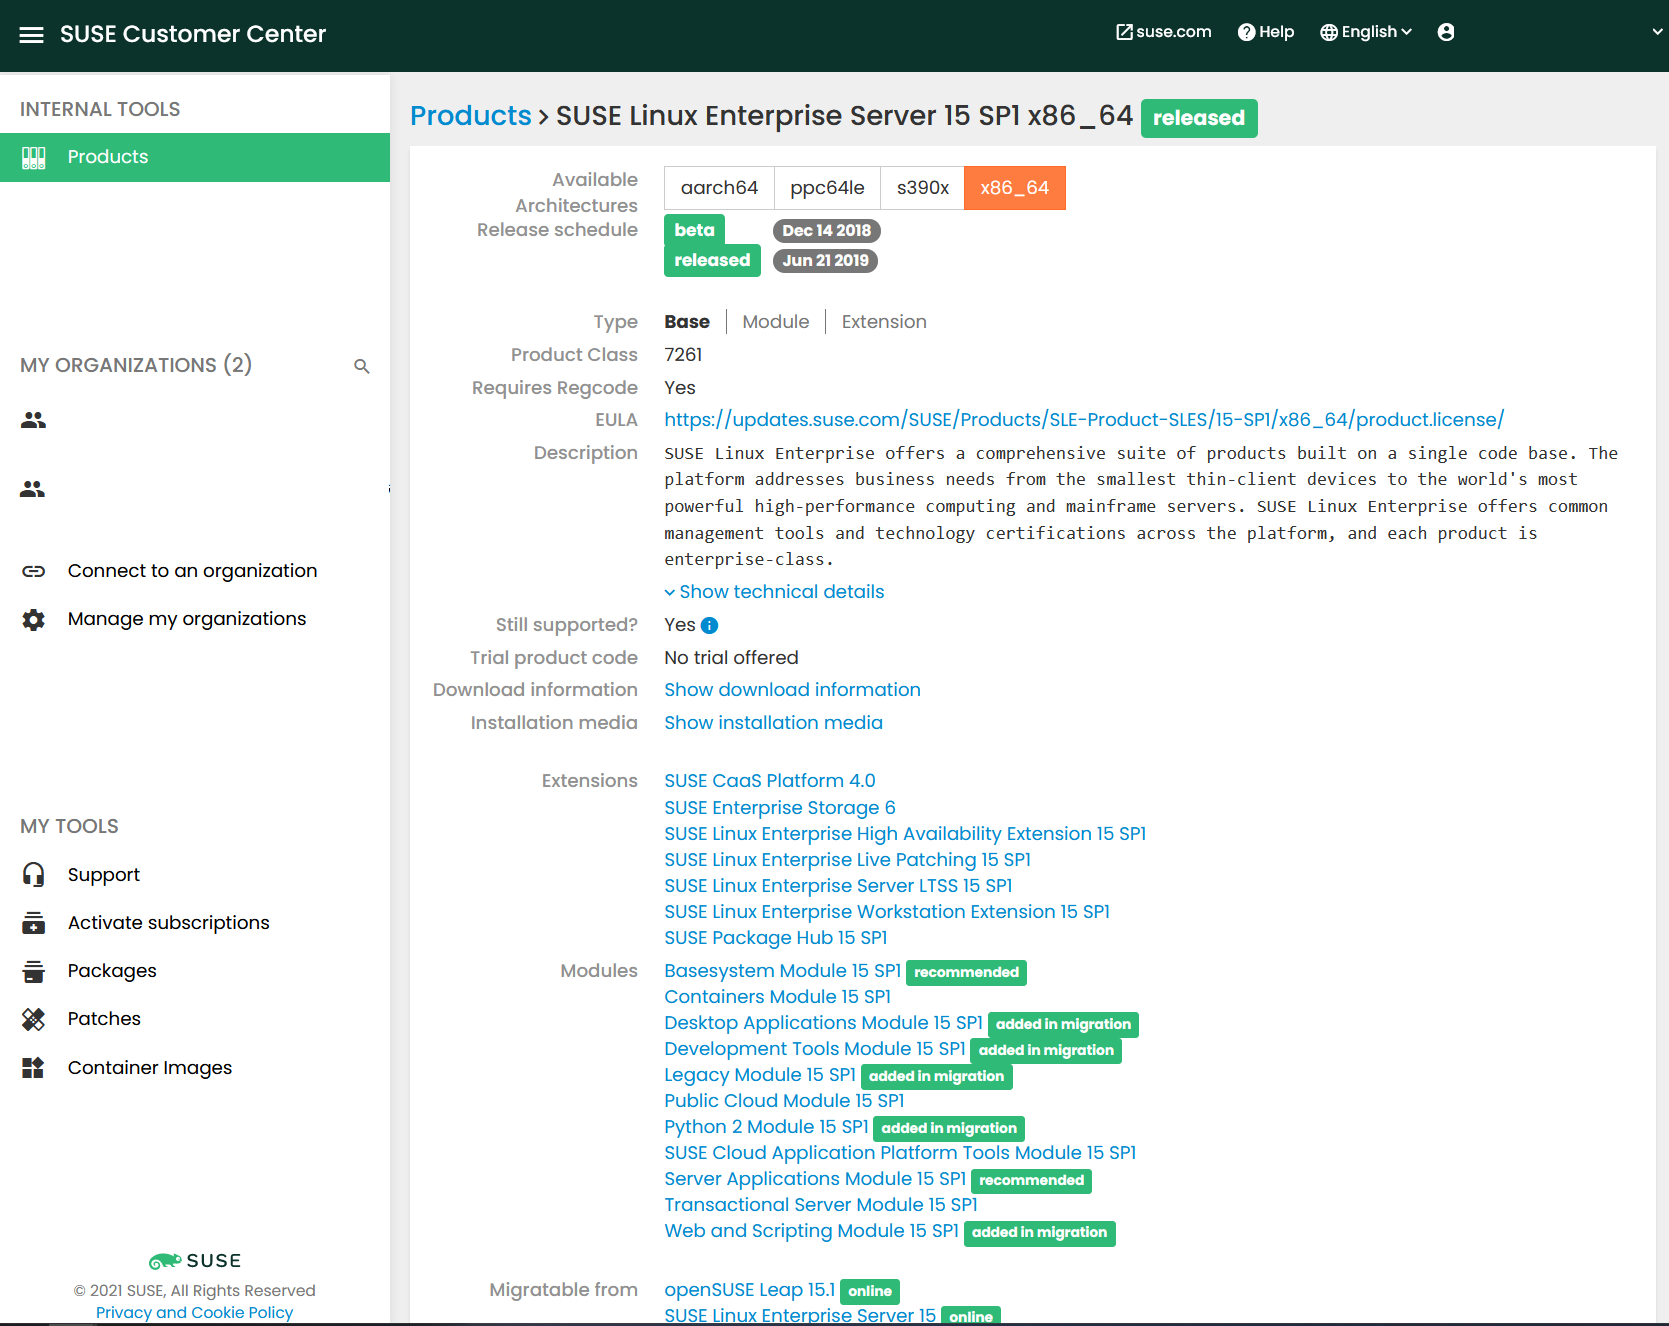 SUSE Customer Center
suse.com
Help
English
INTERNAL TOOLS
Products
MY ORGANIZATIONS (2)
Connect to an organization
Manage my organizations
MY TOOLS
Support
Activate subscriptions
Packages
Patches
Container Images
SUSE
© 2021 SUSE, All Rights Reserved
Privacy and Cookie Policy
Products > SUSE Linux Enterprise Server 15 SP1 x86_64 released
Available
Architectures
aarch64 ppc64le s390x x86_64
Release schedule beta Dec 14 2018
released Jun 21 2019
Type Base Module Extension
Product Class 7261
Requires Regcode Yes
EULA https://updates.suse.com/SUSE/Products/SLE-Product-SLES/15-SP1/x86_64/product.license/
Description SUSE Linux Enterprise offers a comprehensive suite of products built on a single code base. The
platform addresses business needs from the smallest thin-client devices to the world's most
powerful high-performance computing and mainframe servers. SUSE Linux Enterprise offers common
management tools and technology certifications across the platform, and each product is
enterprise-class.
Show technical details
Still supported? Yes
Trial product code No trial offered
Download information Show download information
Installation media Show installation media
Extensions SUSE CaaS Platform 4.0
SUSE Enterprise Storage 6
SUSE Linux Enterprise High Availability Extension 15 SP1
SUSE Linux Enterprise Live Patching 15 SP1
SUSE Linux Enterprise Server LTSS 15 SP1
SUSE Linux Enterprise Workstation Extension 15 SP1
SUSE Package Hub 15 SP1
Modules Basesystem Module 15 SP1 recommended
Containers Module 15 SP1
Desktop Applications Module 15 SP1 added in migration
Development Tools Module 15 SP1 added in migration
Legacy Module 15 SP1 added in migration
Public Cloud Module 15 SP1
Python 2 Module 15 SP1 added in migration
SUSE Cloud Application Platform Tools Module 15 SP1
Server Applications Module 15 SP1 recommended
Transactional Server Module 15 SP1
Web and Scripting Module 15 SP1 added in migration
Migratable from openSUSE Leap 15.1 online
SUSE Linux Enterprise Server 15 online